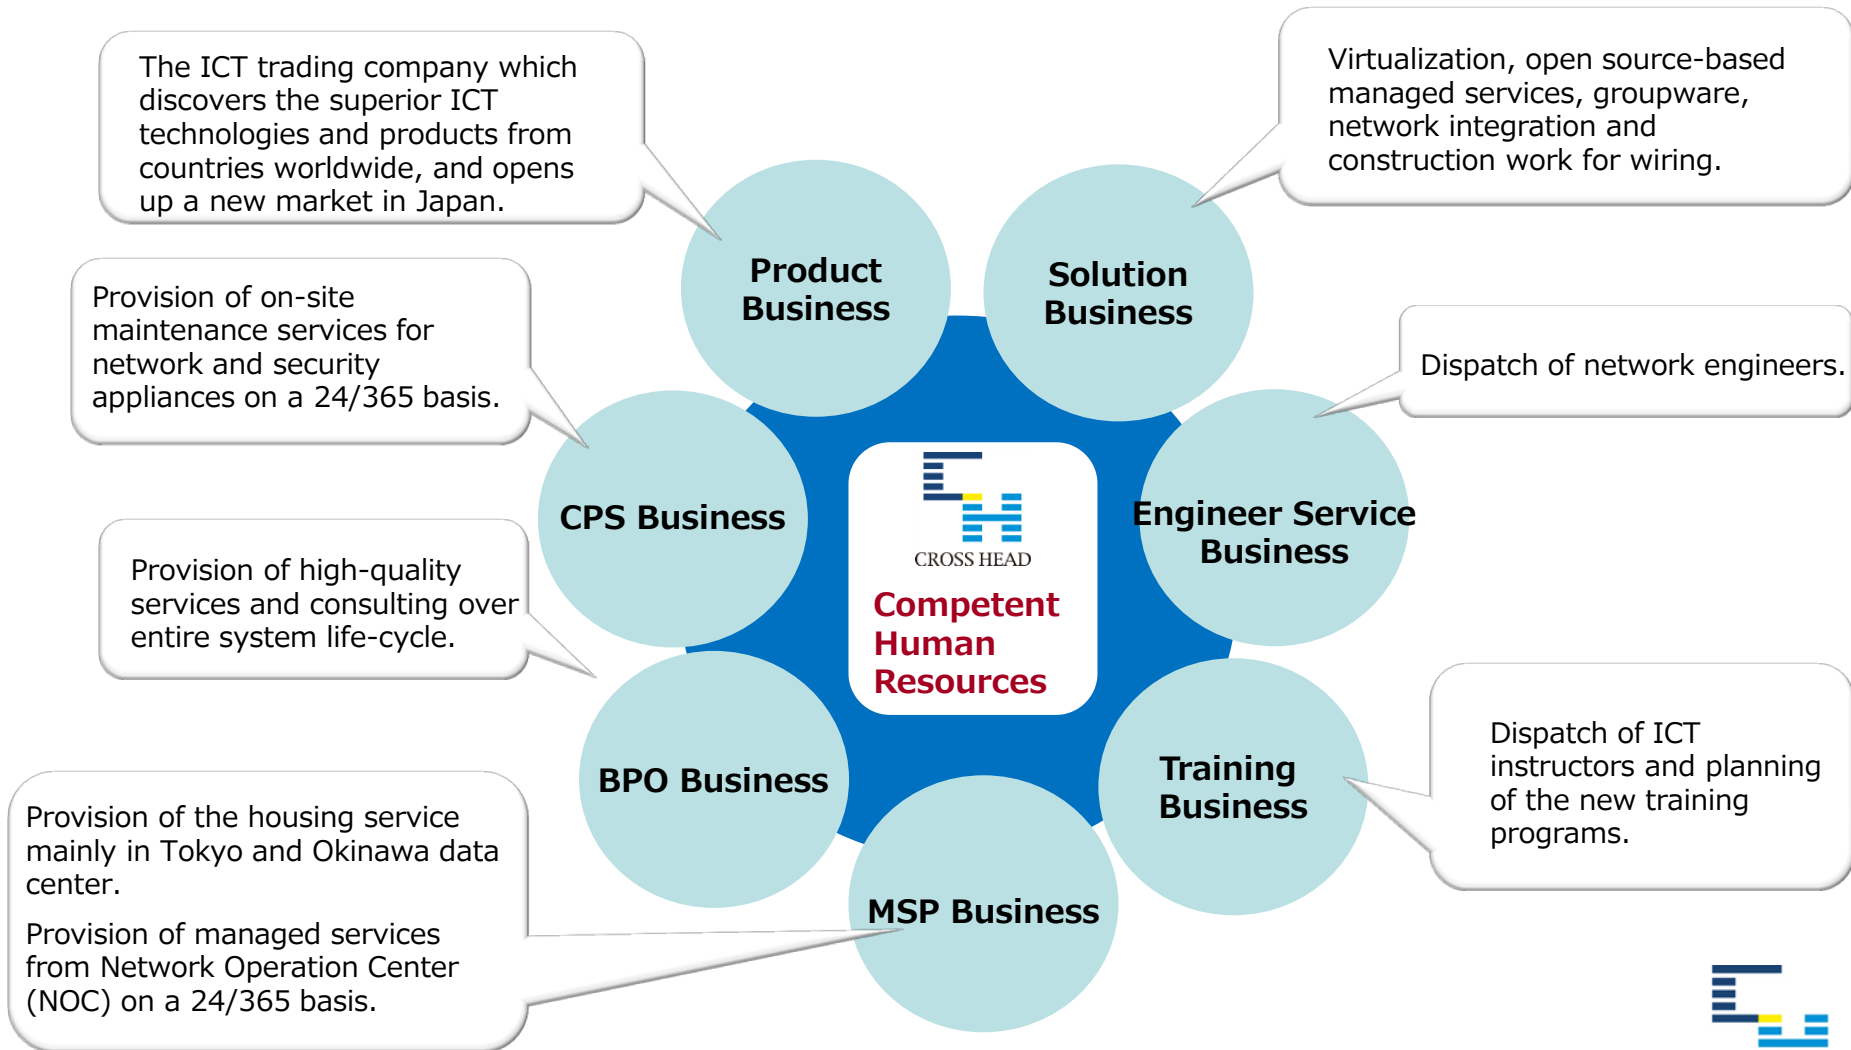 The ICT trading company which
discovers the superior ICT
technologies and products from
countries worldwide, and opens
up a new market in Japan.
Virtualization, open source-based
managed services, groupware,
network integration and
construction work for wiring.
Product
Business
Solution
Business
Provision of on-site
maintenance services for
network and security
appliances on a 24/365 basis.
Dispatch of network engineers.
CPS Business
CROSS HEAD
Competent
Human
Resources
Engineer Service
Business
Provision of high-quality
services and consulting over
entire system life-cycle.
BPO Business
Training
Business
Dispatch of ICT
instructors and planning
of the new training
programs.
Provision of the housing service
mainly in Tokyo and Okinawa data
center.
Provision of managed services
from Network Operation Center
(NOC) on a 24/365 basis.
MSP Business